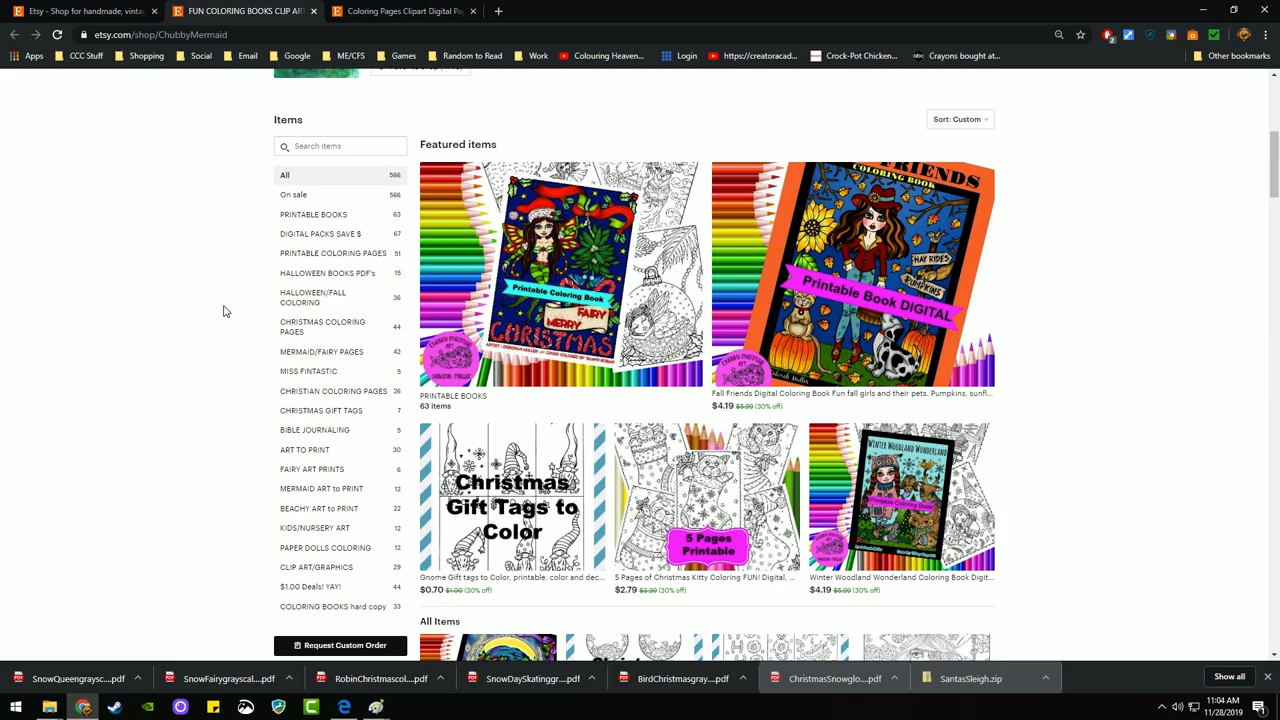 Etsy - Shop for handmade, vinta
FUN COLORING BOOKS CLIP AR
Coloring Pages Digital Pa
etsy.com/shop/ChubbyMermaid
Apps
CCC Stuff
Shopping
Social
Email
Google
ME/CFS
Games
Random to Read
Work
Colouring Heaven...
Login
https://creatoracad...
Crock-Pot Chicken...
Crayons bought at...
Other bookmarks
Items
Sort: Custom
Search items
Featured items
All 566
On sale 566
PRINTABLE BOOKS 63
DIGITAL PACKS SAVE $ 67
PRINTABLE COLORING PAGES 51
HALLOWEEN BOOKS PDF's 15
HALLOWEEN/FALL
COLORING 36
CHRISTMAS COLORING
PAGES 44
MERMAID/FAIRY PAGES 42
MISS FINTASTIC 5
CHRISTIAN COLORING PAGES 26
CHRISTMAS GIFT TAGS 7
BIBLE JOURNALING 5
ART TO PRINT 30
FAIRY ART PRINTS 6
MERMAID ART to PRINT 12
BEACHY ART to PRINT 22
KIDS/NURSERY ART 12
PAPER DOLLS COLORING 12
CLIP ART/GRAPHICS 29
$1.00 Deals! YAY! 44
COLORING BOOKS hard copy 33
Request Custom Order
Printable Coloring Book
FAIRY
MERRY
CHRISTMAS
PRINTABLE BOOKS
63 items
FRIENDS
COLORING BOOK
HAY RIDES
PUMPKINS
Printable Book DIGITAL
Fall Friends Digital Coloring Book Fun fall girls and their pets. Pumpkins, sunfl...
$4.19 $5.99 (30% off)
Christmas
Gift Tags to
Color
Gnome Gift tags to Color, printable, color and dec...
$0.70 $1.00 (30% off)
5 Pages
Printable
5 Pages of Christmas Kitty Coloring FUN! Digital, ...
$2.79 $3.99 (30% off)
WINTER WOODLAND WONDERLAND
Printable Coloring Book
Winter Woodland Wonderland Coloring Book Digit...
$4.19 $5.99 (30% off)
All Items
SnowQueengraysc....pdf
SnowFairygrayscal....pdf
RobinChristmascol....pdf
SnowDaySkatinggr....pdf
BirdChristmasgray....pdf
ChristmasSnowglo....pdf
SantasSleigh.zip
Show all
2
11:04 AM
11/28/2019
1